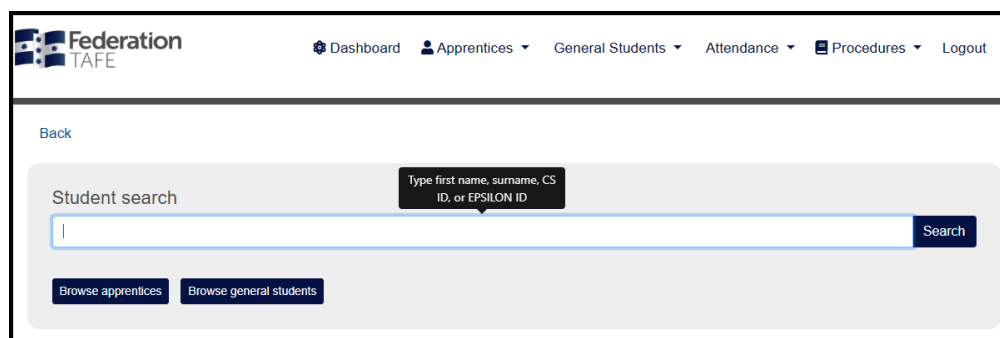 Federation
TAFE
Dashboard Apprentices General Students Attendance Procedures Logout
Back
Type first name, surname, CS
ID, or EPSILON ID
Student search
Search
Browse apprentices Browse general students